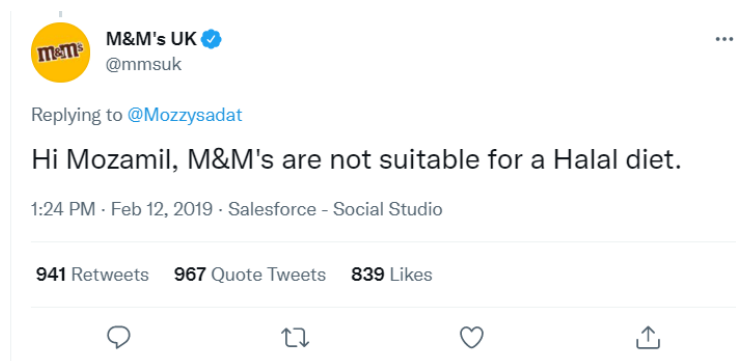 m&m's
M&M's UK
@mmsuk
Replying to @Mozzysadat
Hi Mozamil, M&M's are not suitable for a Halal diet.
1:24 PM · Feb 12, 2019 · Salesforce - Social Studio
941 Retweets 967 Quote Tweets 839 Likes